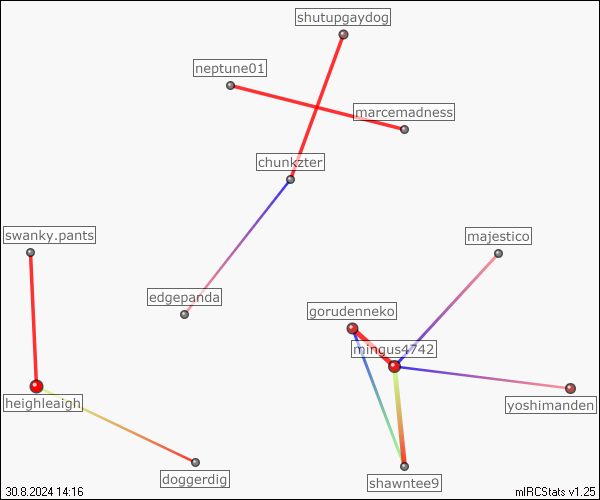 shutupgaydog
neptune01
marcemadness
chunkzter
swanky.pants
majestico
edgepanda
gorudenneko
mingus4742
heighleaigh
yoshimanden
doggerdig
shawntee9
30.8.2024 14:16
mIRCStats v1.25